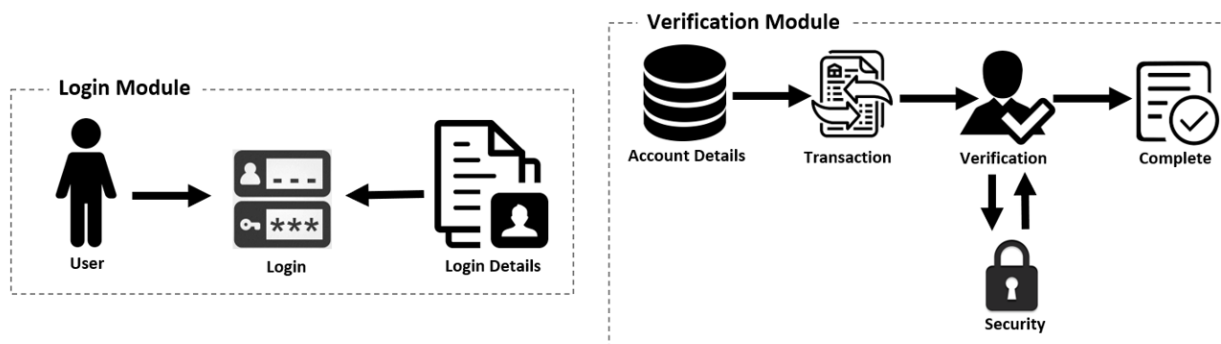 Login Module
User
Login
***
Login Details
Verification Module
Account Details
Transaction
Verification
Complete
Security